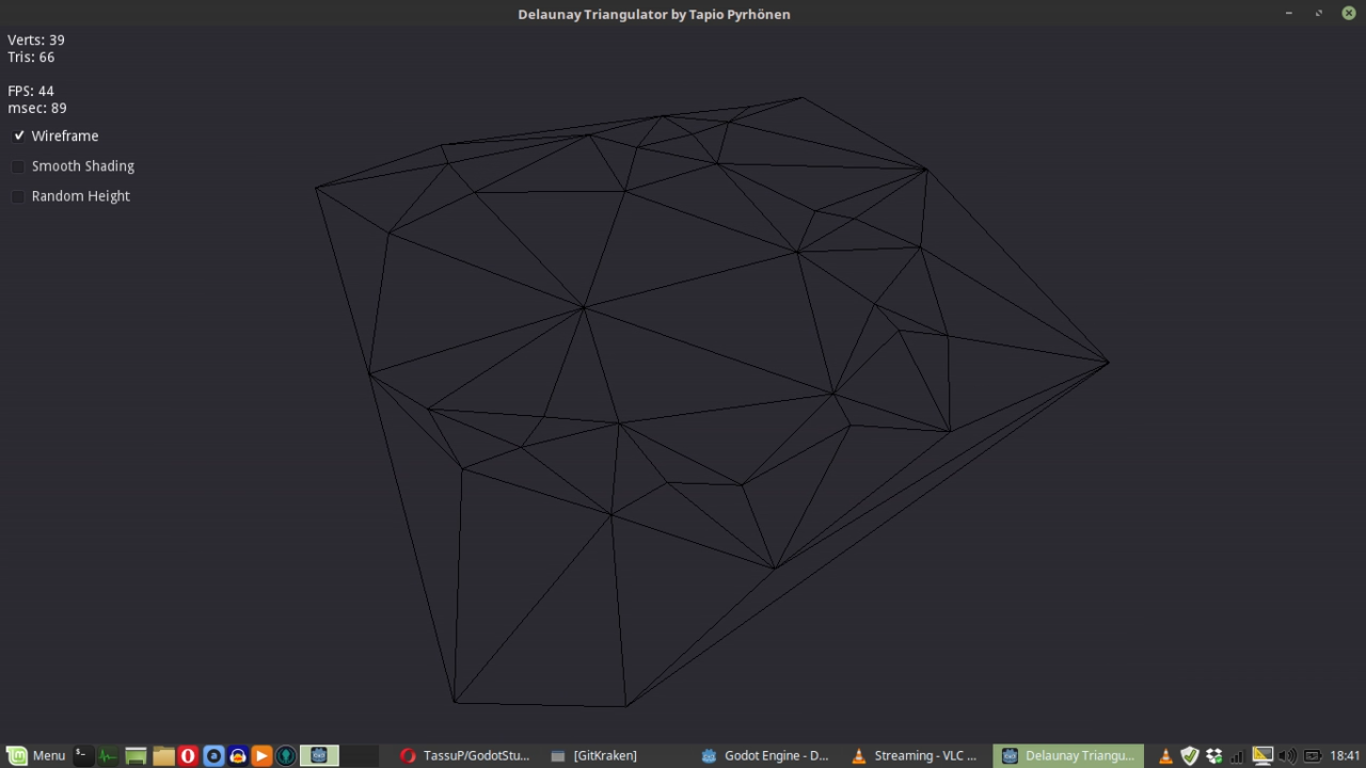 Delaunay Triangulator by Tapio Pyrhönen
Verts: 39
Tris: 66
FPS: 44
msec: 89
Wireframe
Smooth Shading
Random Height
Menu
TassuP/GodotStu...
[GitKraken]
Godot Engine - D...
Streaming - VLC ...
Delaunay Triangu...
18:41